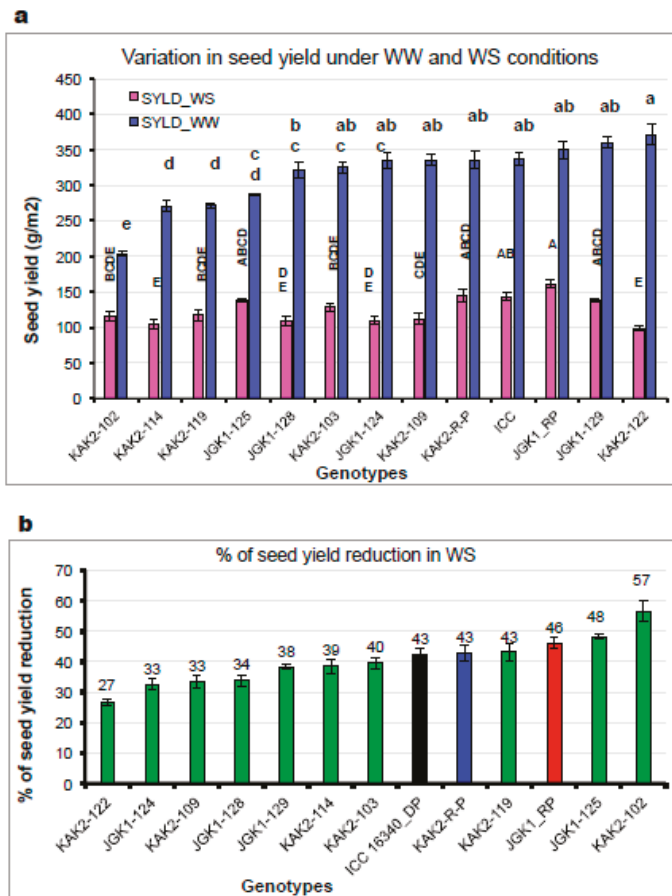 a
Variation in seed yield under WW and WS conditions
Seed yield (g/m2)
450
400
350
300
250
200
150
100
50
0
SYLD_WS
SYLD_WW
BCDE
e
E
d
BCDE
d
ABCD
c
d
D
E
b
c
BCDE
ab
c
D
E
ab
c
CDE
ab
ABCD
ab
AB
ab
A
ab
ABCD
ab
E
a
KAK2-102
KAK2-114
KAK2-119
JGK1-125
JGK1-128
KAK2-103
JGK1-124
KAK2-109
KAK2-R-P
ICC
JGK1_RP
JGK1-129
KAK2-122
Genotypes
b
% of seed yield reduction in WS
% of seed yield reduction
70
60
50
40
30
20
10
0
27
33
33
34
38
39
40
43
43
43
46
48
57
KAK2-122
JGK1-124
KAK2-109
JGK1-128
JGK1-129
KAK2-114
KAK2-103
ICC 16340_DP
KAK2-R-P
KAK2-119
JGK1_RP
JGK1-125
KAK2-102
Genotypes